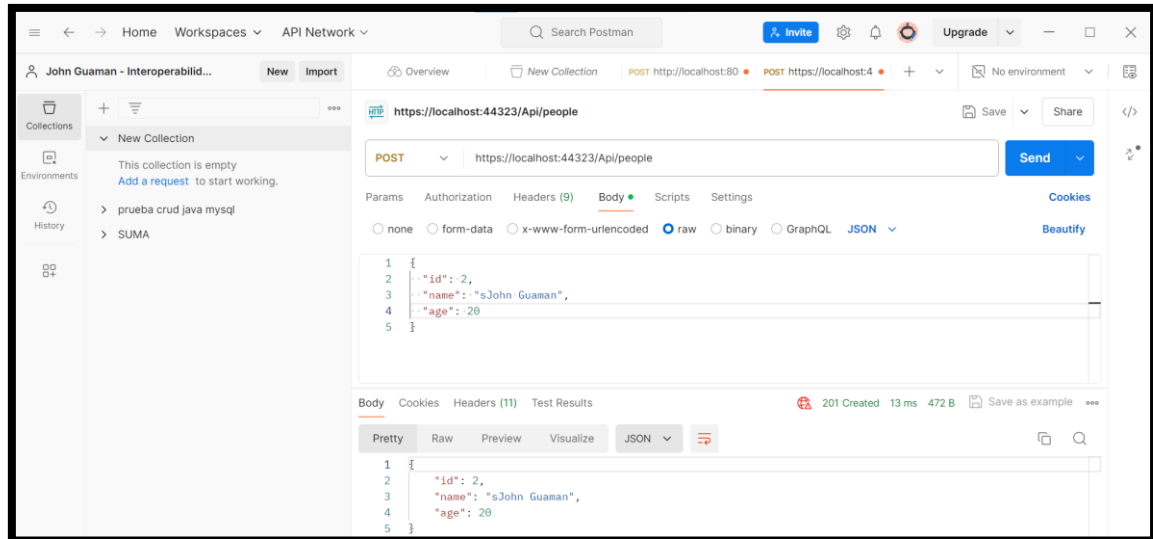 Home Workspaces API Network Search Postman Invite Upgrade
John Guaman - Interoperabilid... New Import Overview New Collection POST http://localhost:80 POST https://localhost:4 No environment
Collections
Environments
History
New Collection
This collection is empty
Add a request to start working.
prueba crud java mysql
SUMA
HTTP https://localhost:44323/Api/people Save Share
POST https://localhost:44323/Api/people Send
Params Authorization Headers (9) Body Scripts Settings Cookies
none form-data x-www-form-urlencoded raw binary GraphQL JSON Beautify
1 {
2 "id": 2,
3 "name": "sJohn Guaman",
4 "age": 20
5 }
Body Cookies Headers (11) Test Results 201 Created 13 ms 472 B Save as example
Pretty Raw Preview Visualize JSON
1 {
2 "id": 2,
3 "name": "sJohn Guaman",
4 "age": 20
5 }